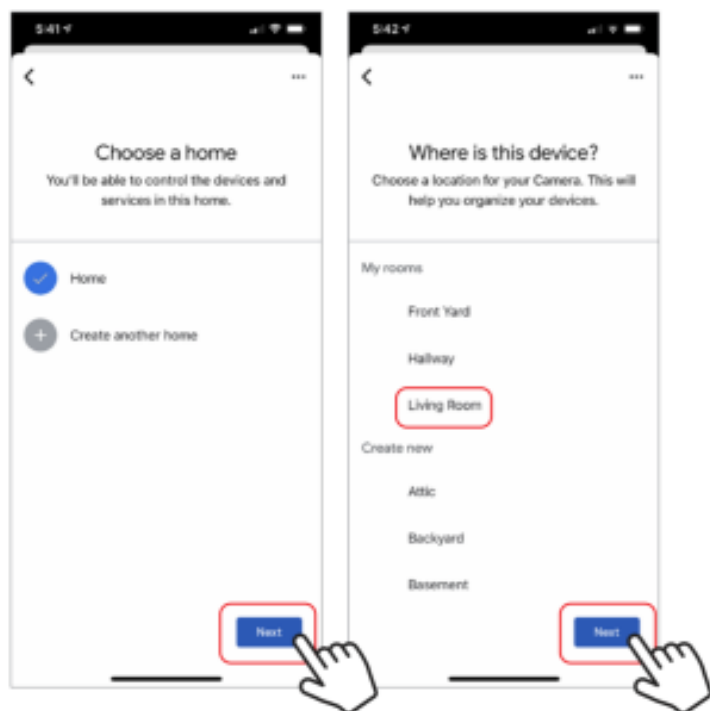 5:41
Choose a home
You'll be able to control the devices and
services in this home.
Home
Create another home
Next
5:42
Where is this device?
Choose a location for your Camera. This will
help you organize your devices.
My rooms
Front Yard
Hallway
Living Room
Create new
Attic
Backyard
Basement
Next